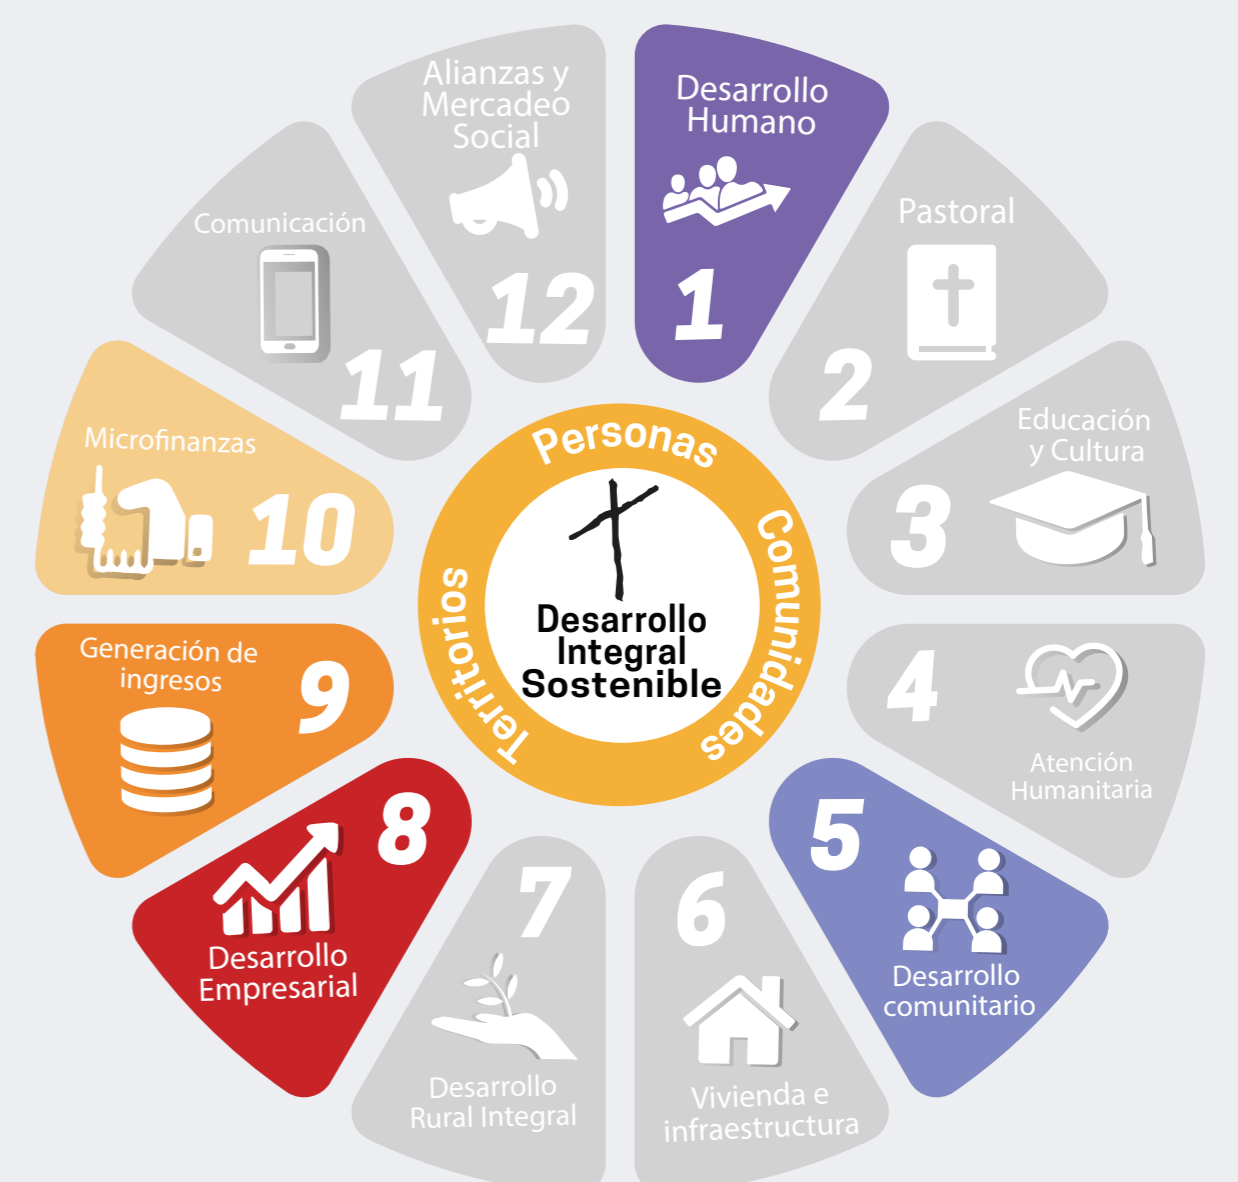 Desarrollo
Humano
1
Pastoral
2
Educación
y Cultura
3
4
Atención
Humanitaria
5
Desarrollo
comunitario
6
Vivienda e
infraestructura
7
Desarrollo
Rural Integral
8
Desarrollo
Empresarial
Generación de
ingresos
9
Microfinanzas
10
Comunicación
11
Alianzas y
Mercadeo
Social
12
Personas
Comunidades
Territorios
Desarrollo
Integral
Sostenible